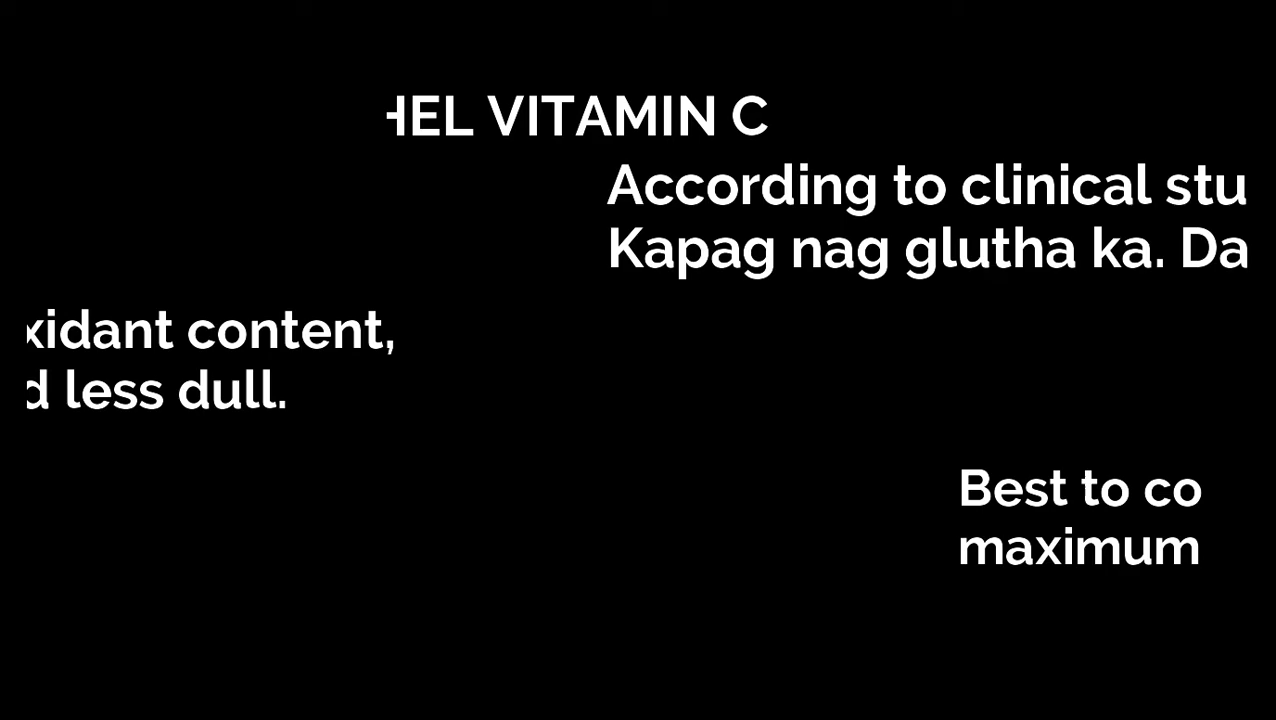 HEL VITAMIN C
According to clinical stu
Kapag nag glutha ka. Da
xidant content,
d less dull.
Best to co
maximum